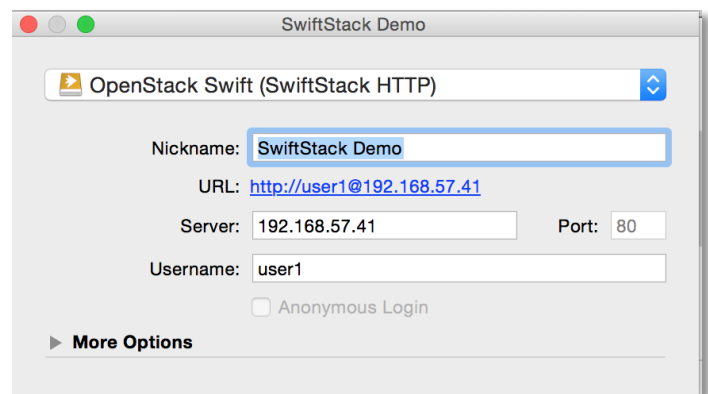 SwiftStack Demo
OpenStack Swift (SwiftStack HTTP)
Nickname: SwiftStack Demo
URL: http://user1@192.168.57.41
Server: 192.168.57.41 Port: 80
Username: user1
Anonymous Login
More Options